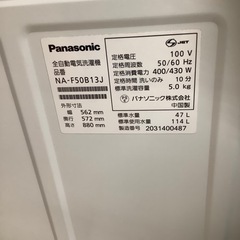 Panasonic
全自動電気洗濯機
品番
NA-F50B13J
外形寸法
幅 562 mm
奥行 572 mm
高さ 880 mm
JET
定格電圧 100 V
定格周波数 50/60 Hz
定格消費電力 400/430 W
定格時間 洗いのみ 10分
標準洗濯容量 5.0 kg
パナソニック株式会社
中国製
標準水量 47 L
標準使用水量 114 L
製造番号 2031400487